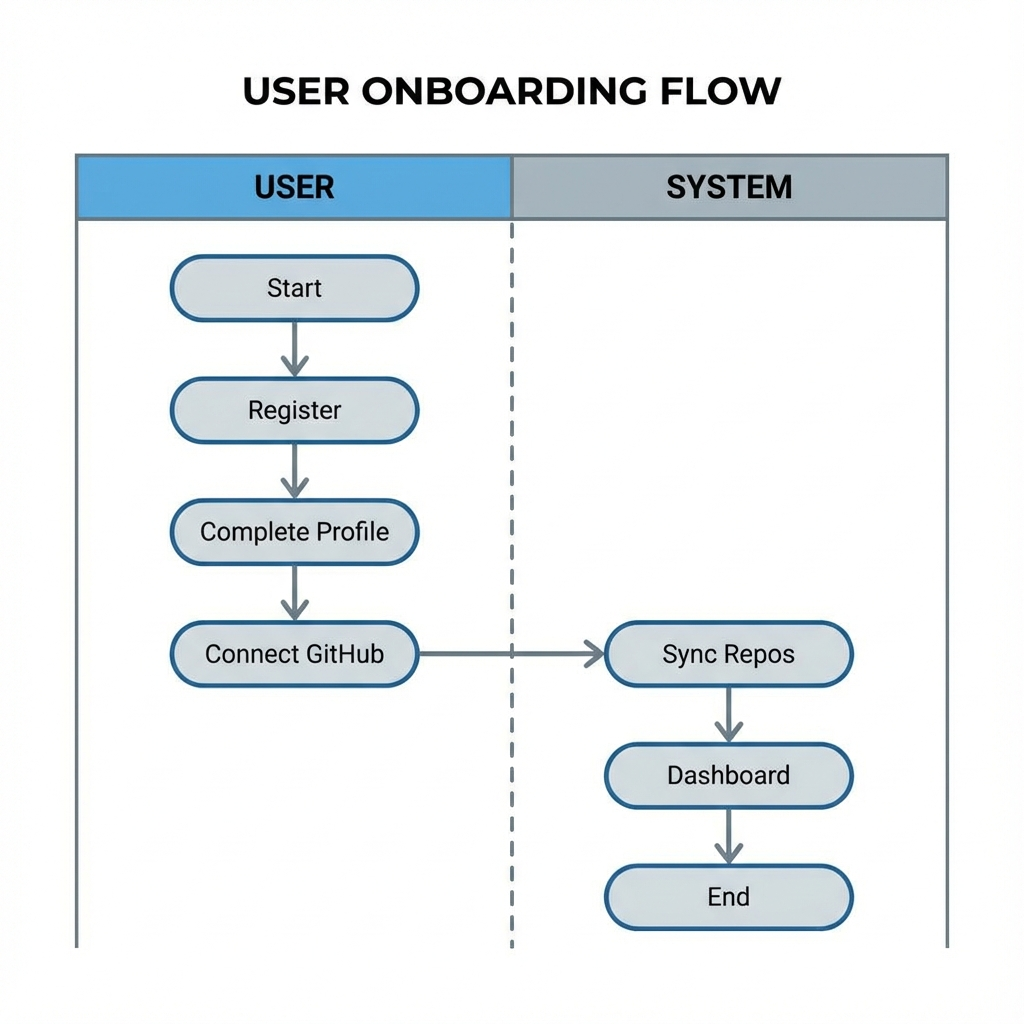 USER ONBOARDING FLOW
USER
SYSTEM
Start
Register
Complete Profile
Connect GitHub
Sync Repos
Dashboard
End